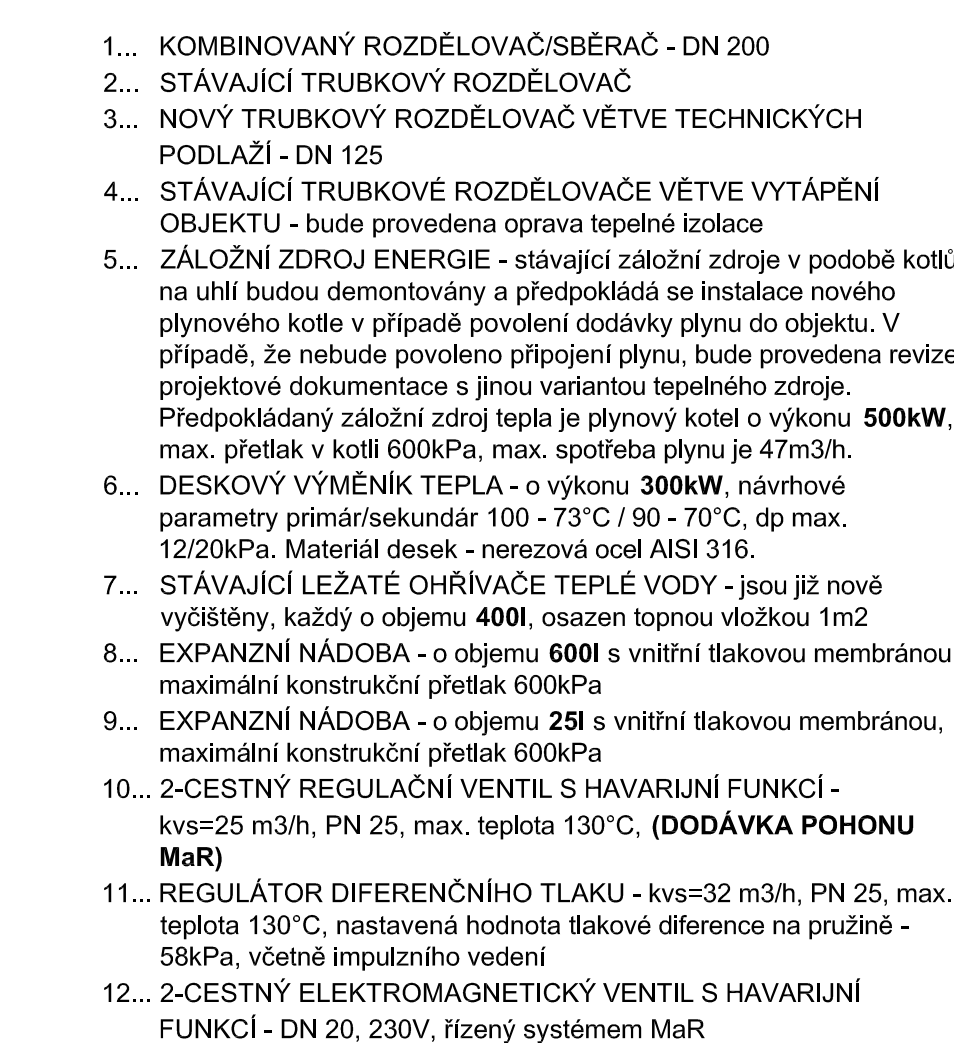 1... KOMBINOVANÝ ROZDĚLOVAČ/SBĚRAČ - DN 200
2... STÁVAJÍCÍ TRUBKOVÝ ROZDĚLOVAČ
3... NOVÝ TRUBKOVÝ ROZDĚLOVAČ VĚTVE TECHNICKÝCH
PODLAŽÍ - DN 125
4... STÁVAJÍCÍ TRUBKOVÉ ROZDĚLOVAČE VĚTVE VYTÁPĚNÍ
OBJEKTU - bude provedena oprava tepelné izolace
5... ZÁLOŽNÍ ZDROJ ENERGIE - stávající záložní zdroje v podobě kotlů
na uhlí budou demontovány a předpokládá se instalace nového
plynového kotle v případě povolení dodávky plynu do objektu. V
případě, že nebude povoleno připojení plynu, bude provedena revize
projektové dokumentace s jinou variantou tepelného zdroje.
Předpokládaný záložní zdroj tepla je plynový kotel o výkonu 500kW,
max. přetlak v kotli 600kPa, max. spotřeba plynu je 47m3/h.
6... DESKOVÝ VÝMĚNÍK TEPLA - o výkonu 300kW, návrhové
parametry primár/sekundár 100 - 73°C / 90 - 70°C, dp max.
12/20kPa. Materiál desek - nerezová ocel AISI 316.
7... STÁVAJÍCÍ LEŽATÉ OHŘÍVAČE TEPLÉ VODY - jsou již nově
vyčištěny, každý o objemu 400l, osazen topnou vložkou 1m2
8... EXPANZNÍ NÁDOBA - o objemu 600l s vnitřní tlakovou membránou
maximální konstrukční přetlak 600kPa
9... EXPANZNÍ NÁDOBA - o objemu 25l s vnitřní tlakovou membránou,
maximální konstrukční přetlak 600kPa
10... 2-CESTNÝ REGULAČNÍ VENTIL S HAVARIJNÍ FUNKCÍ -
kvs=25 m3/h, PN 25, max. teplota 130°C, (DODÁVKA POHONU
MaR)
11... REGULÁTOR DIFERENČNÍHO TLAKU - kvs=32 m3/h, PN 25, max.
teplota 130°C, nastavená hodnota tlakové diference na pružině -
58kPa, včetně impulzního vedení
12... 2-CESTNÝ ELEKTROMAGNETICKÝ VENTIL S HAVARIJNÍ
FUNKCÍ - DN 20, 230V, řízený systémem MaR